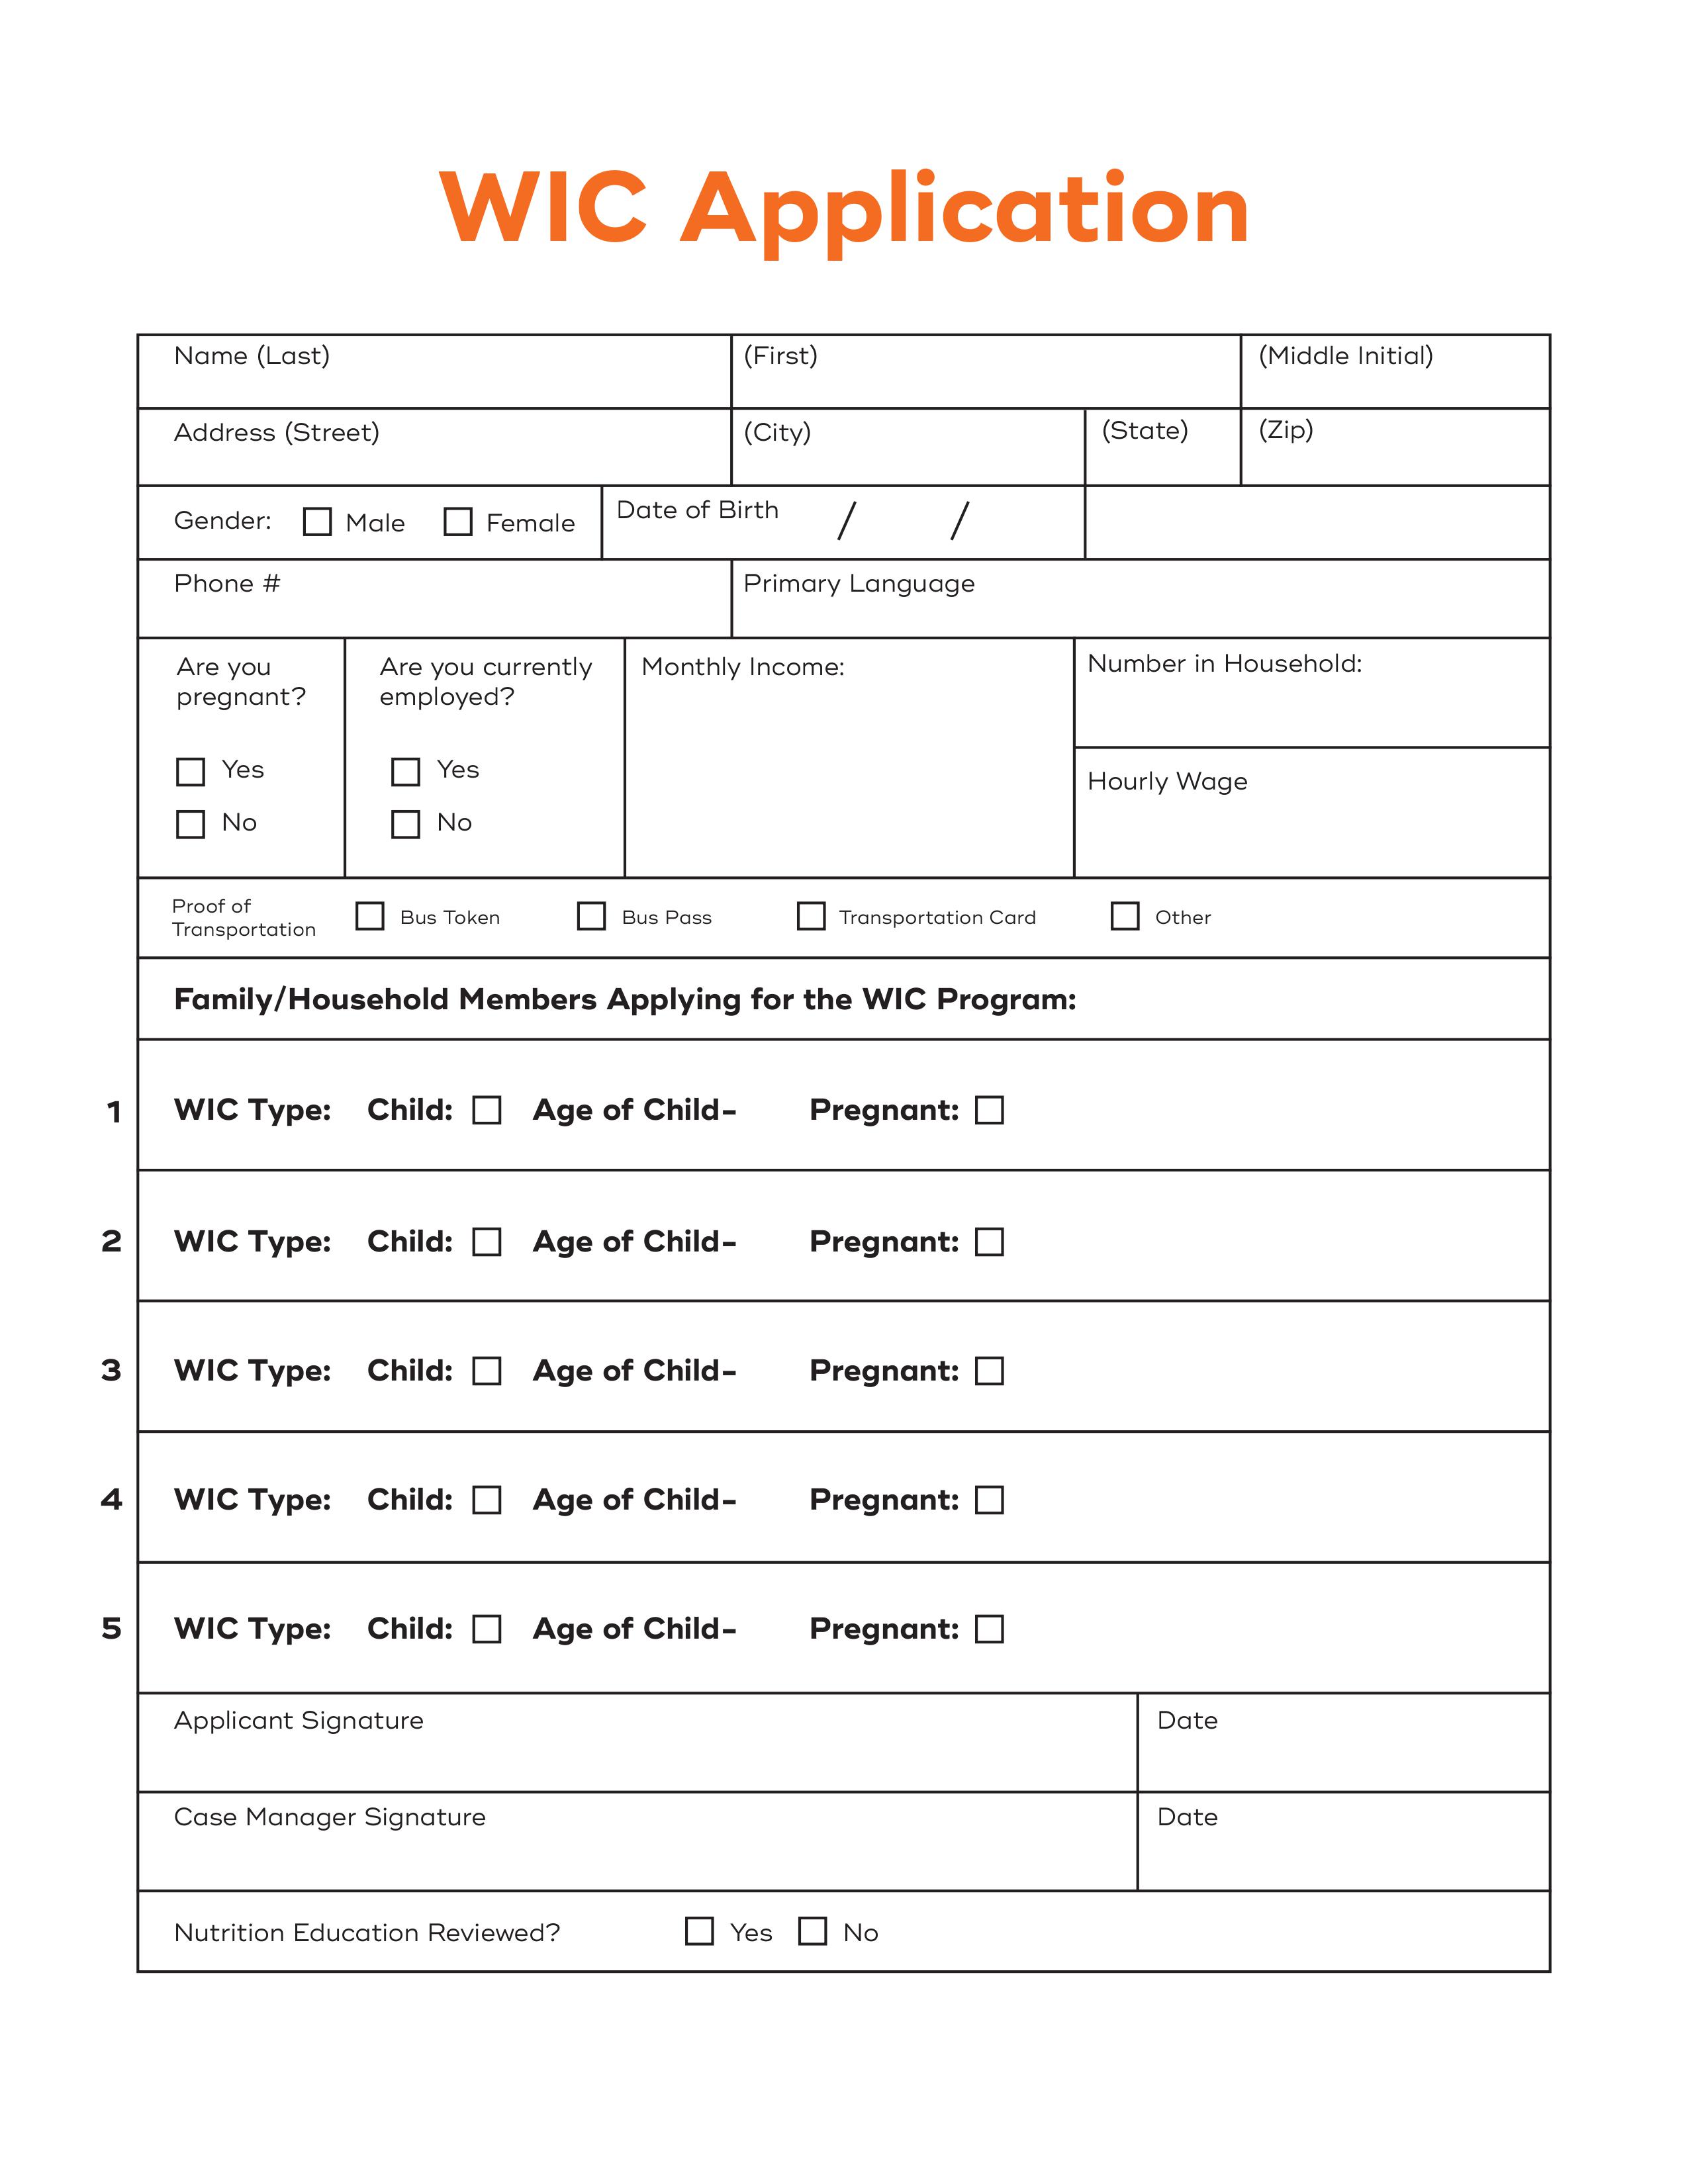 WIC Application
Name (Last) (First) (Middle Initial)
Address (Street) (City) (State) (Zip)
Gender: Male Female Date of Birth / /
Phone # Primary Language
Are you pregnant? Are you currently employed? Monthly Income: Number in Household:
Yes Yes Hourly Wage
No No
Proof of Transportation Bus Token Bus Pass Transportation Card Other
Family/Household Members Applying for the WIC Program:
1 WIC Type: Child: Age of Child- Pregnant:
2 WIC Type: Child: Age of Child- Pregnant:
3 WIC Type: Child: Age of Child- Pregnant:
4 WIC Type: Child: Age of Child- Pregnant:
5 WIC Type: Child: Age of Child- Pregnant:
Applicant Signature Date
Case Manager Signature Date
Nutrition Education Reviewed? Yes No